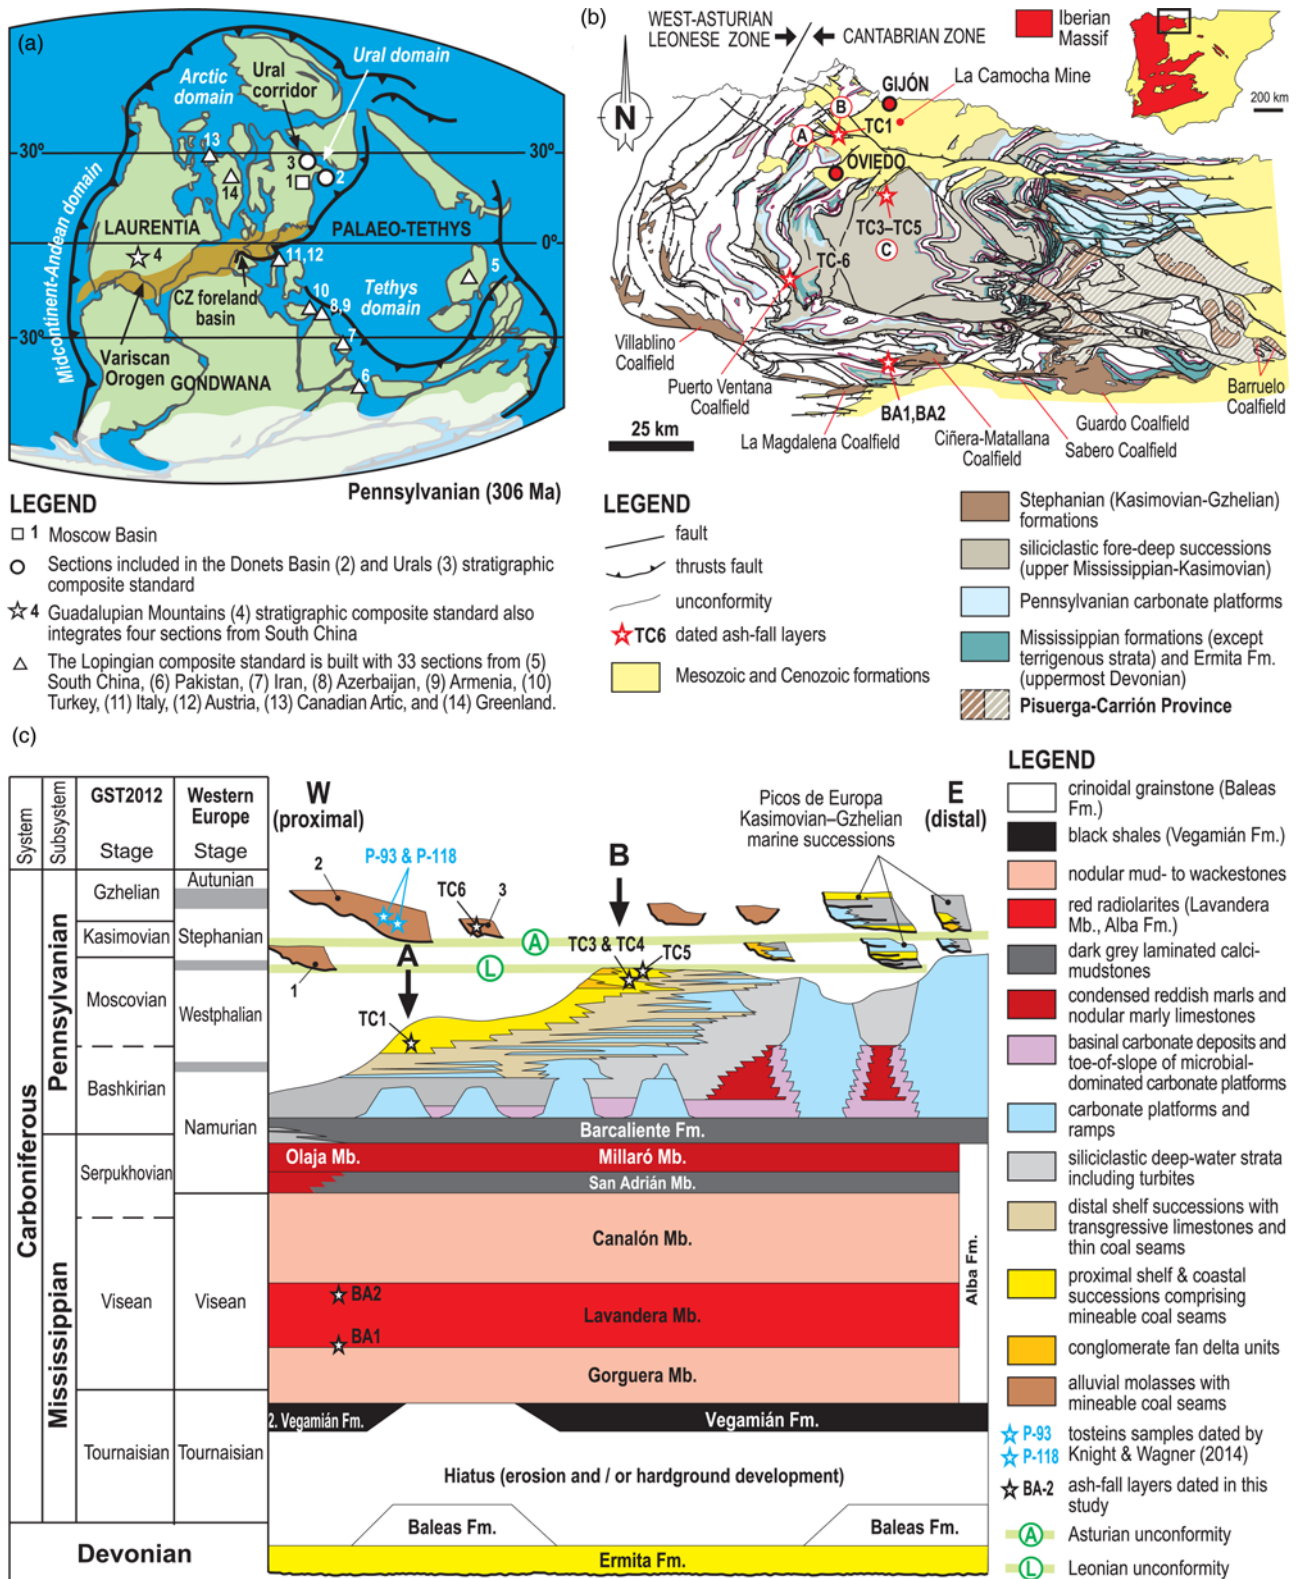 (a)
Arctic
domain
Ural
corridor
Ural domain
30º
30º
13
14
3
1
2
LAURENTIA
PALAEO-TETHYS
0º
0º
4
11,12
5
CZ foreland
basin
10
8,9
Tethys
domain
7
6
30º
30º
Variscan
Orogen
GONDWANA
Midcontinent-Andean domain
Pennsylvanian (306 Ma)
LEGEND
1 Moscow Basin
Sections included in the Donets Basin (2) and Urals (3) stratigraphic
composite standard
4 Guadalupian Mountains (4) stratigraphic composite standard also
integrates four sections from South China
The Lopingian composite standard is built with 33 sections from (5)
South China, (6) Pakistan, (7) Iran, (8) Azerbaijan, (9) Armenia, (10)
Turkey, (11) Italy, (12) Austria, (13) Canadian Artic, and (14) Greenland.
(b)
WEST-ASTURIAN
LEONESE ZONE
CANTABRIAN ZONE
Iberian
Massif
200 km
N
La Camocha Mine
GIJÓN
B
A
TC1
OVIEDO
TC3–TC5
C
TC-6
Villablino
Coalfield
Puerto Ventana
Coalfield
BA1,BA2
La Magdalena Coalfield
Ciñera-Matallana
Coalfield
Sabero Coalfield
Guardo Coalfield
Barruelo
Coalfield
25 km
LEGEND
fault
thrusts fault
unconformity
TC6 dated ash-fall layers
Mesozoic and Cenozoic formations
Stephanian (Kasimovian-Gzhelian)
formations
siliciclastic fore-deep successions
(upper Mississippian-Kasimovian)
Pennsylvanian carbonate platforms
Mississippian formations (except
terrigenous strata) and Ermita Fm.
(uppermost Devonian)
Pisuerga-Carrión Province
(c)
System
Subsystem
GST2012
Stage
Western
Europe
Stage
Carboniferous
Pennsylvanian
Mississippian
Gzhelian
Kasimovian
Moscovian
Bashkirian
Serpukhovian
Visean
Tournaisian
Autunian
Stephanian
Westphalian
Namurian
Visean
Tournaisian
Devonian
W
(proximal)
P-93 & P-118
2
TC6
3
B
Picos de Europa
Kasimovian–Gzhelian
marine successions
E
(distal)
A
A
TC3 & TC4
TC5
L
1
TC1
Barcaliente Fm.
Olaja Mb.
Millaró Mb.
San Adrián Mb.
Canalón Mb.
BA2
Lavandera Mb.
BA1
Gorguera Mb.
Alba Fm.
2. Vegamián Fm.
Vegamián Fm.
Hiatus (erosion and / or hardground development)
Baleas Fm.
Baleas Fm.
Ermita Fm.
LEGEND
crinoidal grainstone (Baleas
Fm.)
black shales (Vegamián Fm.)
nodular mud- to wackestones
red radiolarites (Lavandera
Mb., Alba Fm.)
dark grey laminated calci-
mudstones
condensed reddish marls and
nodular marly limestones
basinal carbonate deposits and
toe-of-slope of microbial-
dominated carbonate platforms
carbonate platforms and
ramps
siliciclastic deep-water strata
including turbites
distal shelf successions with
transgressive limestones and
thin coal seams
proximal shelf & coastal
successions comprising
mineable coal seams
conglomerate fan delta units
alluvial molasses with
mineable coal seams
P-93 tosteins samples dated by
P-118 Knight & Wagner (2014)
BA-2 ash-fall layers dated in this
study
A Asturian unconformity
L Leonian unconformity